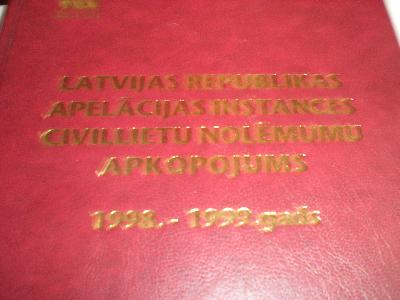 LATVIJAS REPUBLIKAS
APELĀCIJAS INSTANCES
CIVILLIETU NOLĒMUMU
APKOPOJUMS
1998.-1999.gads